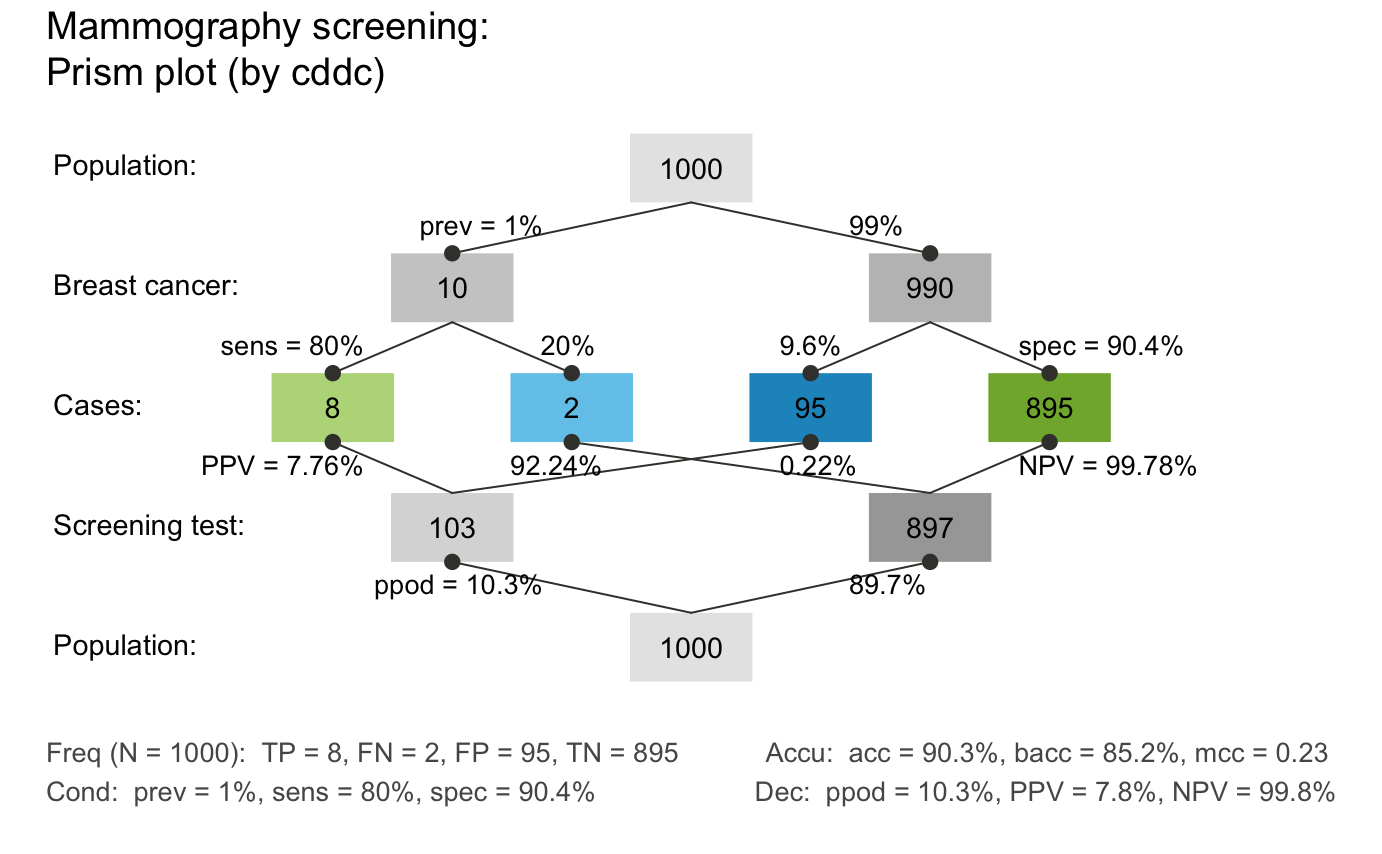 Mammography screening:
Prism plot (by cddc)
Population:
1000
prev = 1%
99%
Breast cancer:
10
990
sens = 80%
20%
9.6%
spec = 90.4%
Cases:
8
2
95
895
PPV = 7.76%
92.24%
0.22%
NPV = 99.78%
Screening test:
103
897
ppod = 10.3%
89.7%
Population:
1000
Freq (N = 1000):  TP = 8, FN = 2, FP = 95, TN = 895
Accu:  acc = 90.3%, bacc = 85.2%, mcc = 0.23
Cond:  prev = 1%, sens = 80%, spec = 90.4%
Dec:  ppod = 10.3%, PPV = 7.8%, NPV = 99.8%